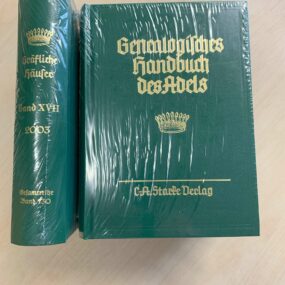 Gräfliche
Häuser
Band XVII
2003
Gesamtreihe
Band 130
Genealogisches
Handbuch
des Adels
C.A. Starke Verlag